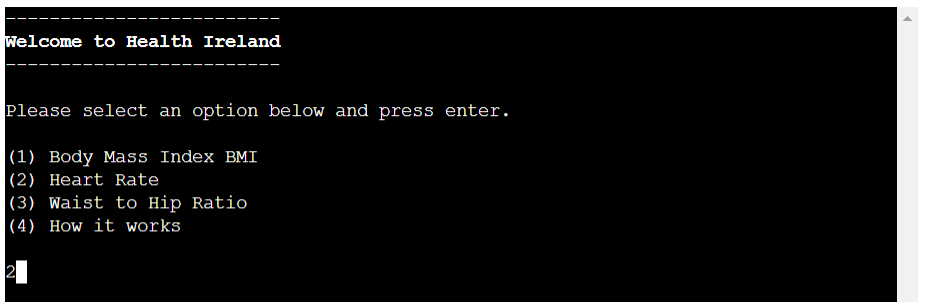 -------------------------
Welcome to Health Ireland
-------------------------
Please select an option below and press enter.
(1) Body Mass Index BMI
(2) Heart Rate
(3) Waist to Hip Ratio
(4) How it works
2